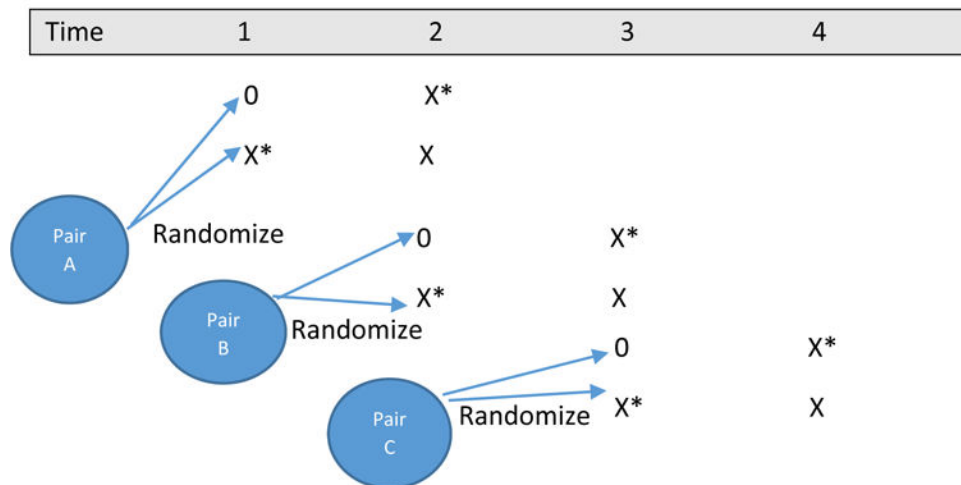 Time 1 2 3 4
0 X*
X* X
Pair
A
Randomize
0 X*
X* X
Pair
B
Randomize
0 X*
X* X
Pair
C
Randomize